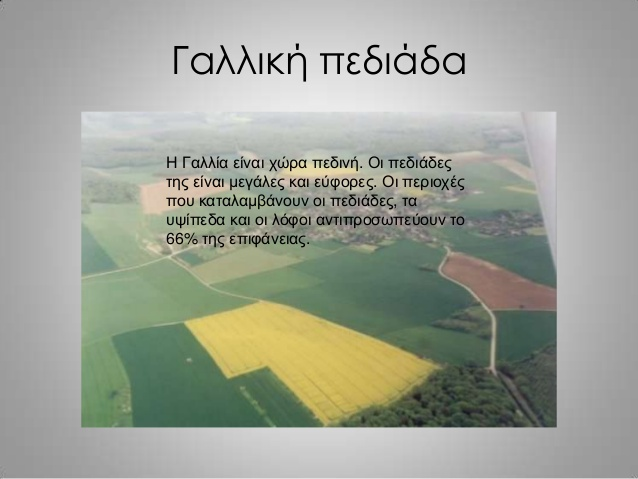 Γαλλική πεδιάδα
Η Γαλλία είναι χώρα πεδινή. Οι πεδιάδες
της είναι μεγάλες και εύφορες. Οι περιοχές
που καταλαμβάνουν οι πεδιάδες, τα
υψίπεδα και οι λόφοι αντιπροσωπεύουν το
66% της επιφάνειας.